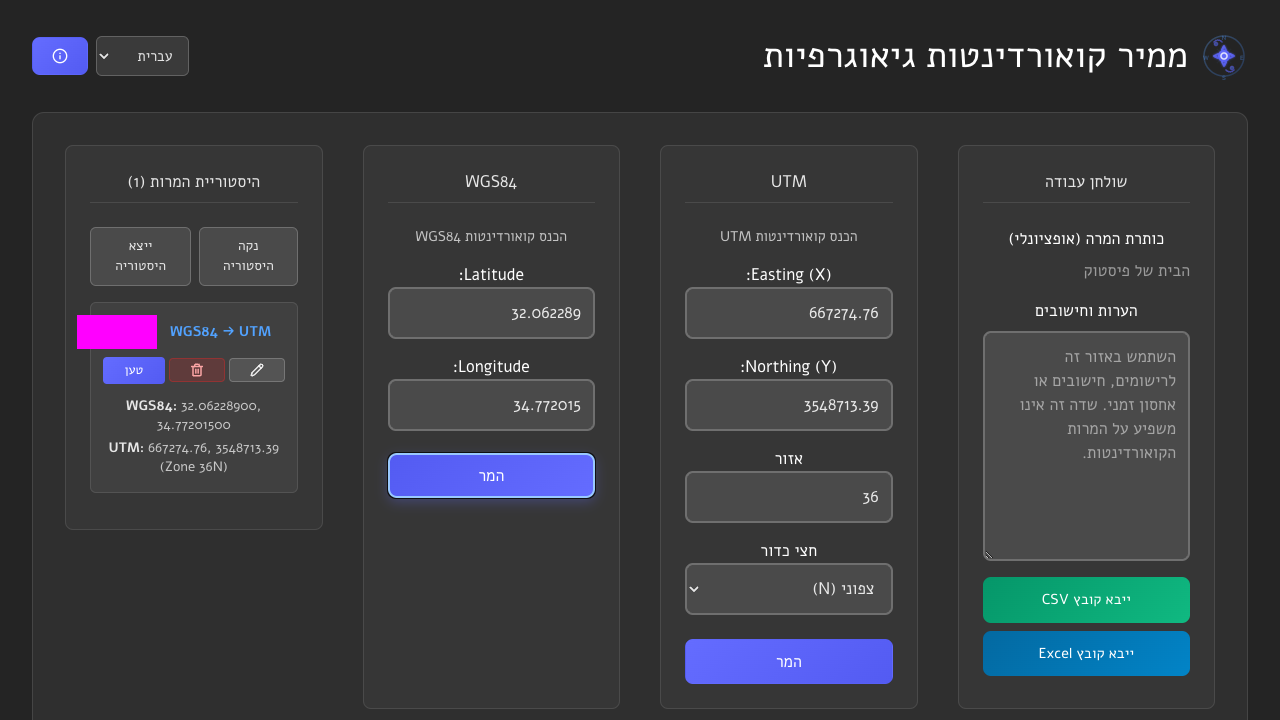 ממיר קואורדינטות גיאוגרפיות
עברית
שולחן עבודה
כותרת המרה (אופציונלי)
הבית של פיסטוק
הערות וחישובים
השתמש באזור זה
לרישומים, חישובים או
אחסון זמני. שדה זה אינו
משפיע על המרות
הקואורדינטות.
ייבא קובץ CSV
ייבא קובץ Excel
UTM
הכנס קואורדינטות UTM
Easting (X):
667274.76
Northing (Y):
3548713.39
אזור
36
חצי כדור
צפוני (N)
המר
WGS84
הכנס קואורדינטות WGS84
Latitude:
32.062289
Longitude:
34.772015
המר
היסטוריית המרות (1)
נקה
היסטוריה
ייצא
היסטוריה
WGS84 → UTM
טען
WGS84: 32.06228900,
34.77201500
UTM: 667274.76, 3548713.39
(Zone 36N)